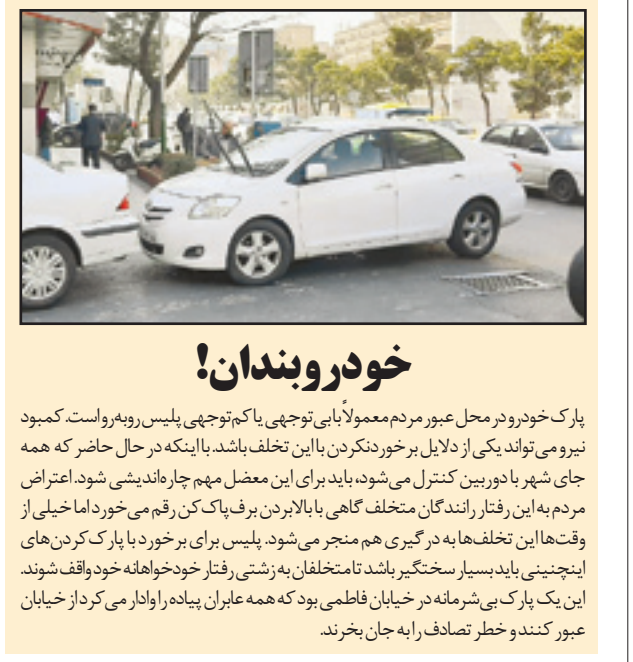 خودروبندان!
پارک خودرو در محل عبور مردم معمولاً با بی‌توجهی یا کم‌توجهی پلیس روبه‌رو است. کمبود
نیرو می‌تواند یکی از دلایل برخورد نکردن با این تخلف باشد. با اینکه در حال حاضر که همه
جای شهر با دوربین کنترل می‌شود، باید برای این معضل مهم چاره‌اندیشی شود. اعتراض
مردم به این رفتار رانندگان متخلف گاهی با بالا بردن برف‌پاک‌کن رقم می‌خورد اما خیلی از
وقت‌ها این تخلف‌ها به درگیری هم منجر می‌شود. پلیس برای برخورد با پارک کردن‌های
اینچنینی باید بسیار سختگیر باشد تا متخلفان به زشتی رفتار خودخواهانه خود واقف شوند.
این یک پارک بی‌شرمانه در خیابان فاطمی بود که همه عابران پیاده را وادار می‌کرد از خیابان
عبور کنند و خطر تصادف را به جان بخرند.